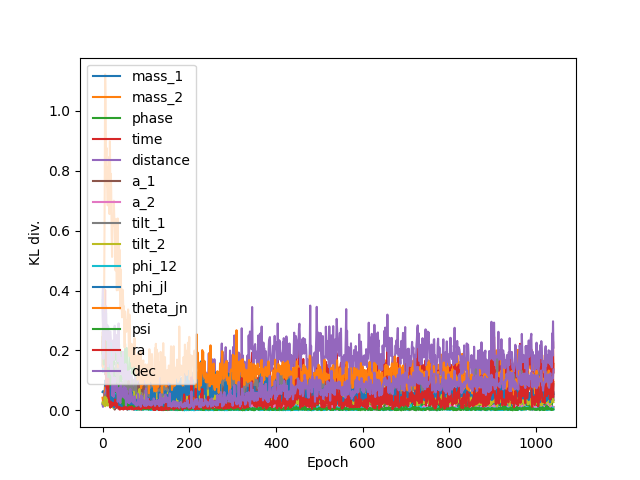 mass_1
mass_2
phase
time
distance
a_1
a_2
tilt_1
tilt_2
phi_12
phi_jl
theta_jn
psi
ra
dec
1.0
0.8
0.6
0.4
0.2
0.0
KL div.
0
200
400
600
800
1000
Epoch